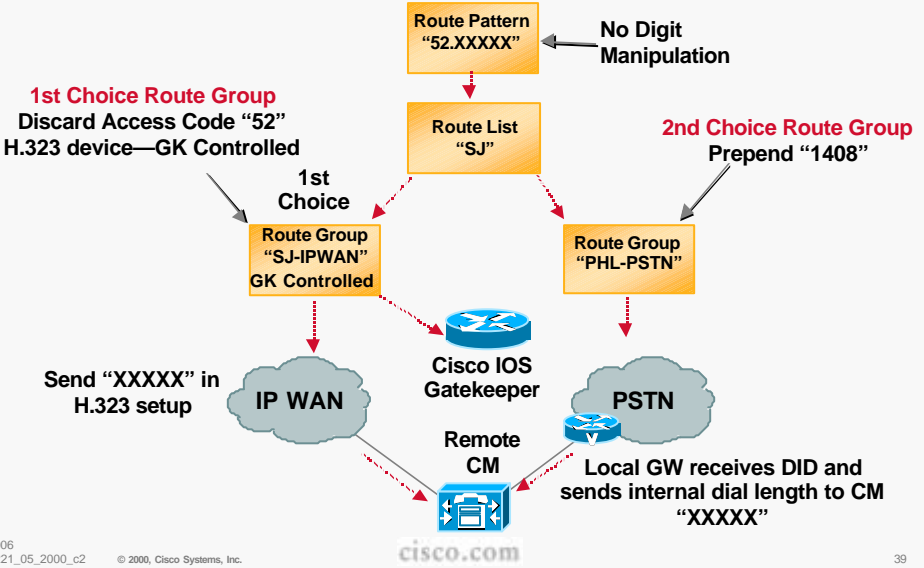 Route Pattern
“52.XXXXX”
No Digit
Manipulation
1st Choice Route Group
Discard Access Code “52”
H.323 device—GK Controlled
Route List
“SJ”
2nd Choice Route Group
Prepend “1408”
1st
Choice
Route Group
“SJ-IPWAN”
GK Controlled
Route Group
“PHL-PSTN”
Cisco IOS
Gatekeeper
Send “XXXXX” in
H.323 setup
IP WAN
PSTN
V
Remote
CM
Local GW receives DID and
sends internal dial length to CM
“XXXXX”
06
21_05_2000_c2
© 2000, Cisco Systems, Inc.
cisco.com
39